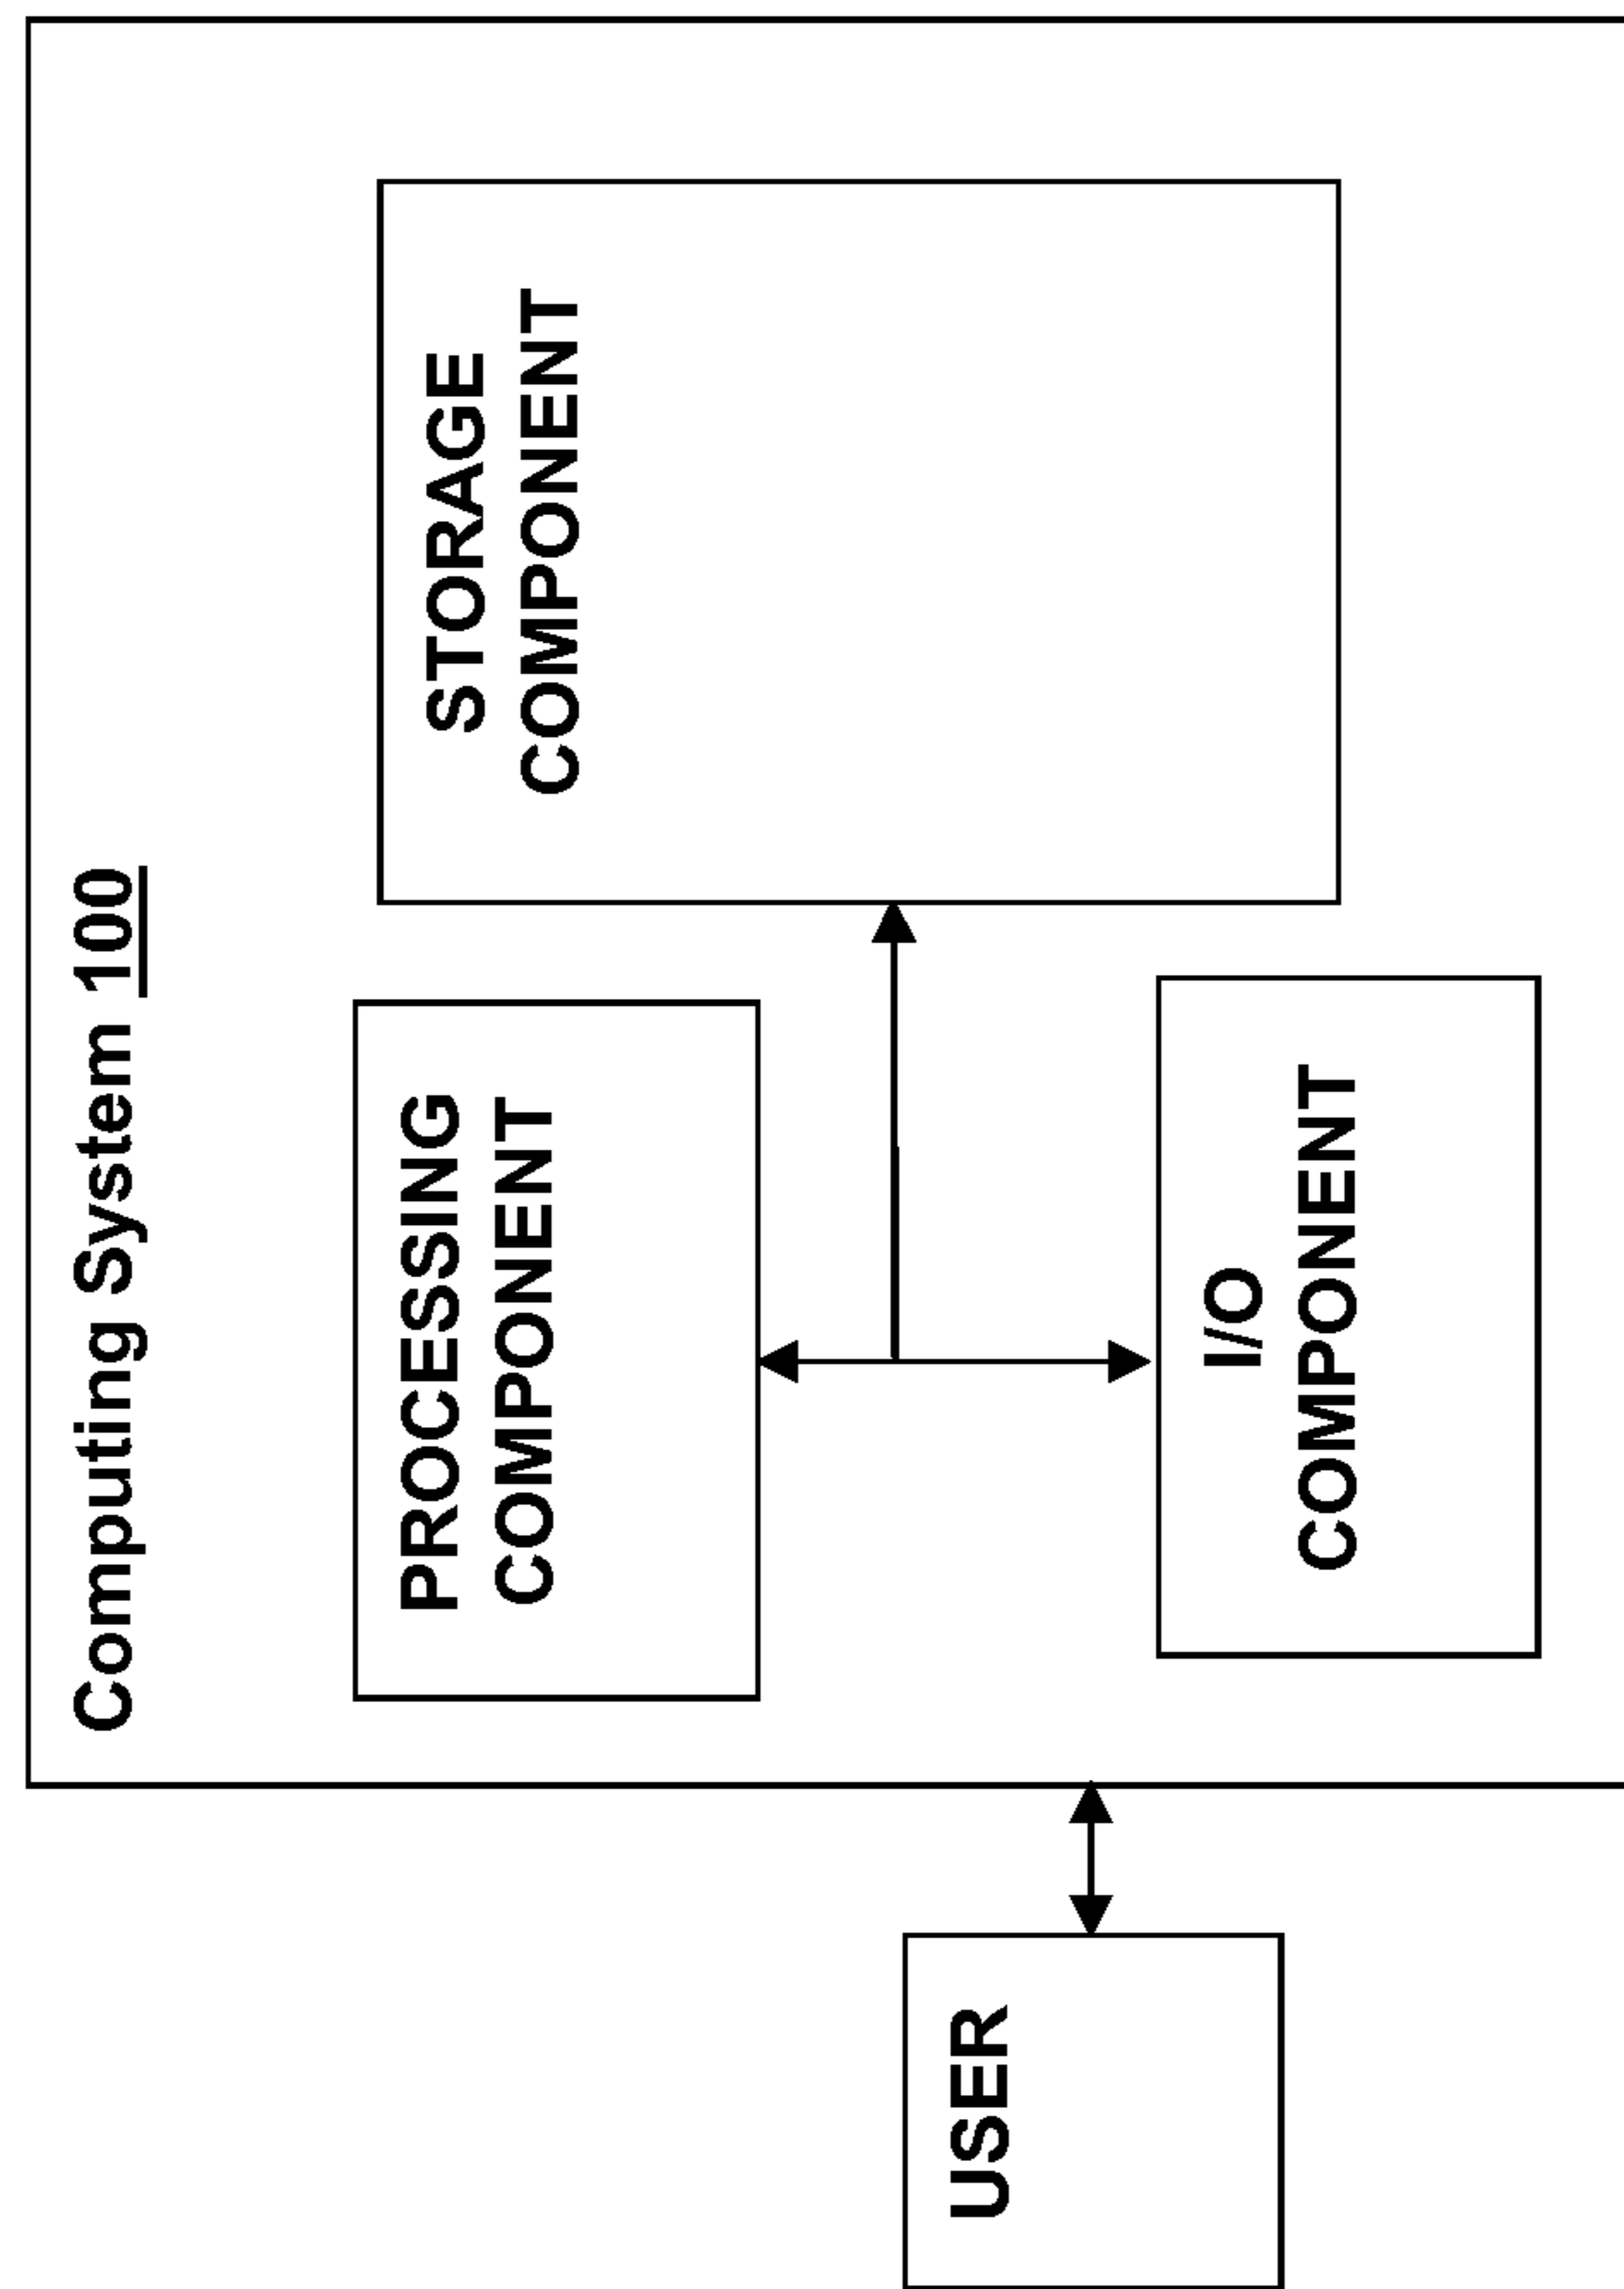 Computing System 100
PROCESSING
COMPONENT
STORAGE
COMPONENT
USER
I/O
COMPONENT